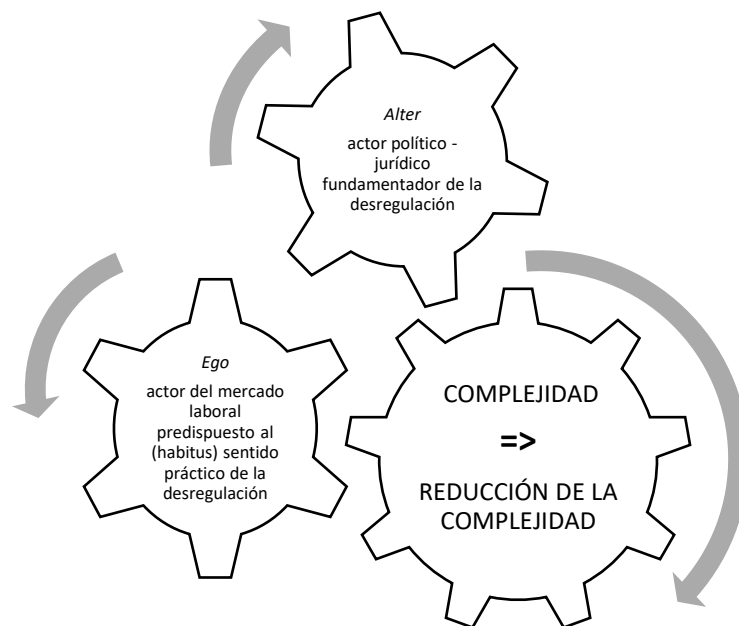 Alter
actor político -
jurídico
fundamentador de la
desregulación
Ego
actor del mercado
laboral
predispuesto al
(habitus) sentido
práctico de la
desregulación
COMPLEJIDAD
=>
REDUCCIÓN DE LA
COMPLEJIDAD